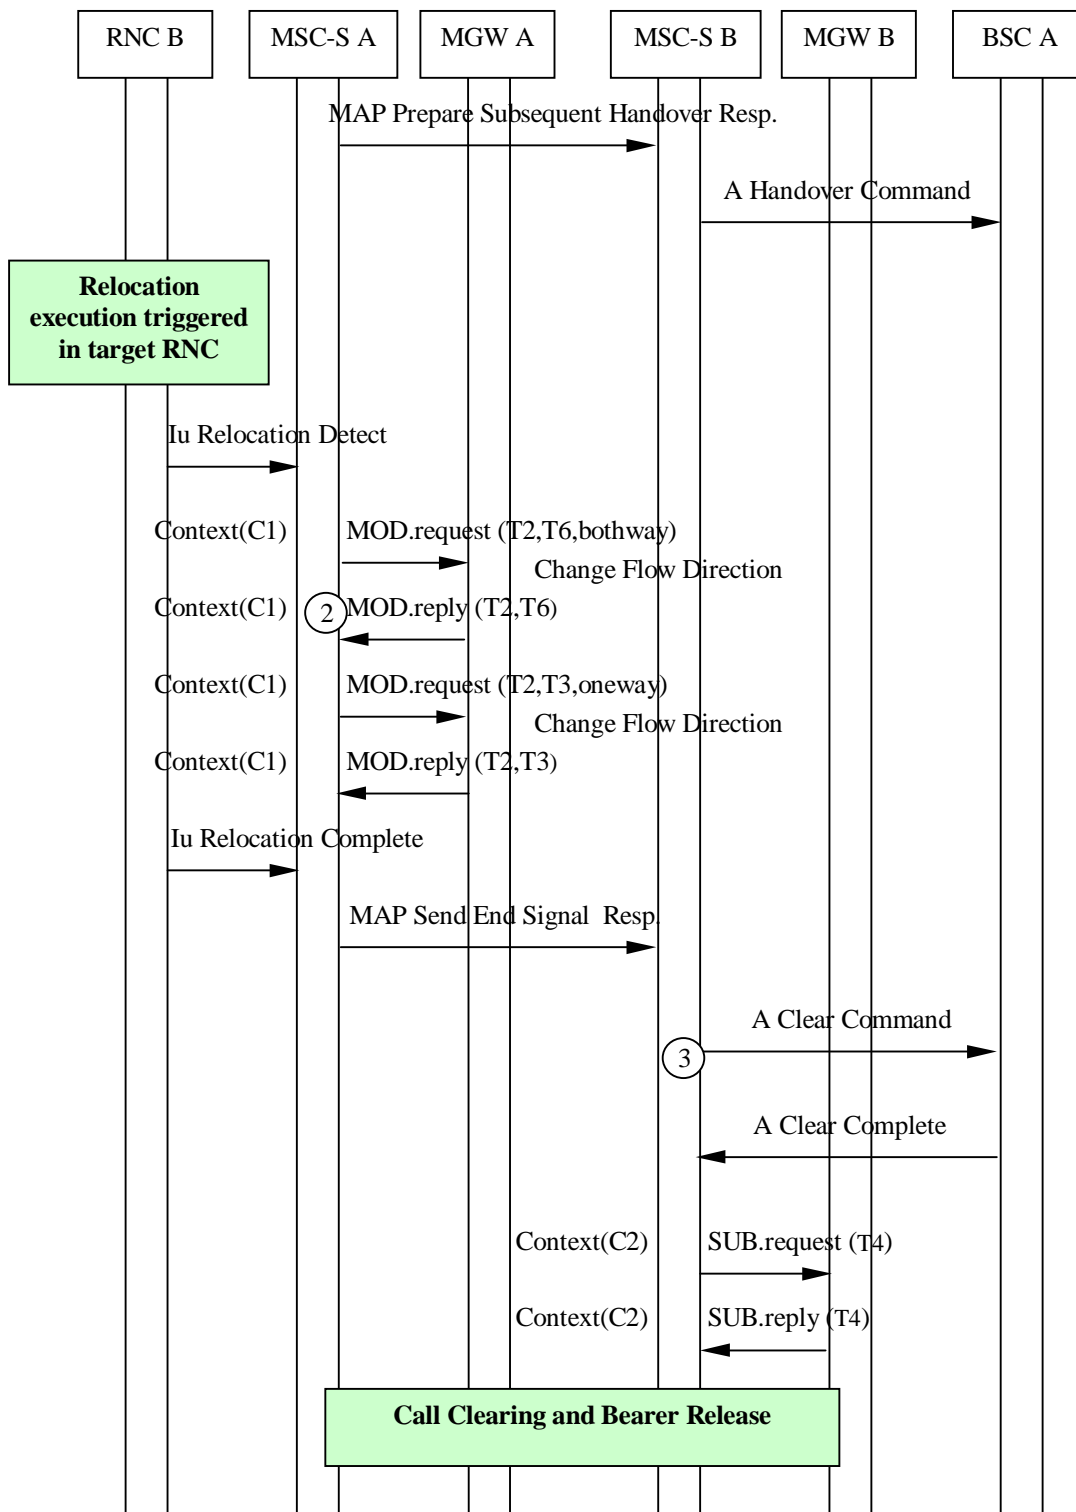 RNC B MSC-S A MGW A MSC-S B MGW B BSC A
MAP Prepare Subsequent Handover Resp.
A Handover Command
Relocation
execution triggered
in target RNC
Iu Relocation Detect
Context(C1) MOD.request (T2,T6,bothway)
Change Flow Direction
Context(C1) 2 MOD.reply (T2,T6)
Context(C1) MOD.request (T2,T3,oneway)
Change Flow Direction
Context(C1) MOD.reply (T2,T3)
Iu Relocation Complete
MAP Send End Signal Resp.
A Clear Command
3
A Clear Complete
Context(C2) SUB.request (T4)
Context(C2) SUB.reply (T4)
Call Clearing and Bearer Release